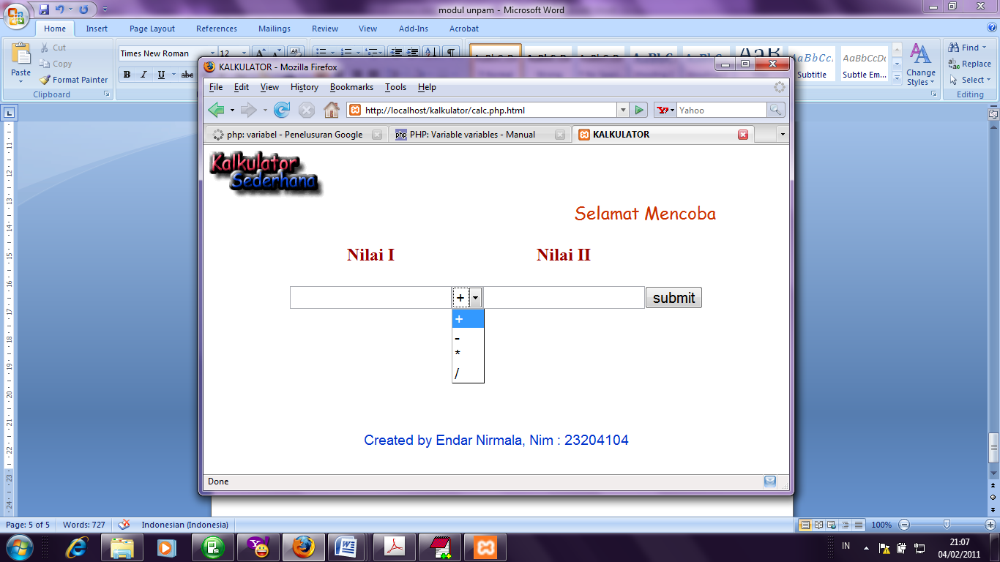 modul unpam - Microsoft Word
Home Insert Page Layout References Mailings Review View Add-Ins Acrobat
Cut
Copy
Format Painter
Paste
Clipboard
Times New Roman 12
B I U abc
AaB
AaBbCc. AaBbCcDc
Subtitle Subtle Em...
Change
Styles
Find
Replace
Select
Editing
KALKULATOR - Mozilla Firefox
File Edit View History Bookmarks Tools Help
http://localhost/kalkulator/calc.php.html
Yahoo
php: variabel - Penelusuran Google
php PHP: Variable variables - Manual
KALKULATOR
Kalkulator
Sederhana
Selamat Mencoba
Nilai I Nilai II
+ submit
+
-
*
/
Created by Endar Nirmala, Nim : 23204104
Done
Page: 5 of 5 Words: 727 Indonesian (Indonesia) 100%
IN 21:07
04/02/2011